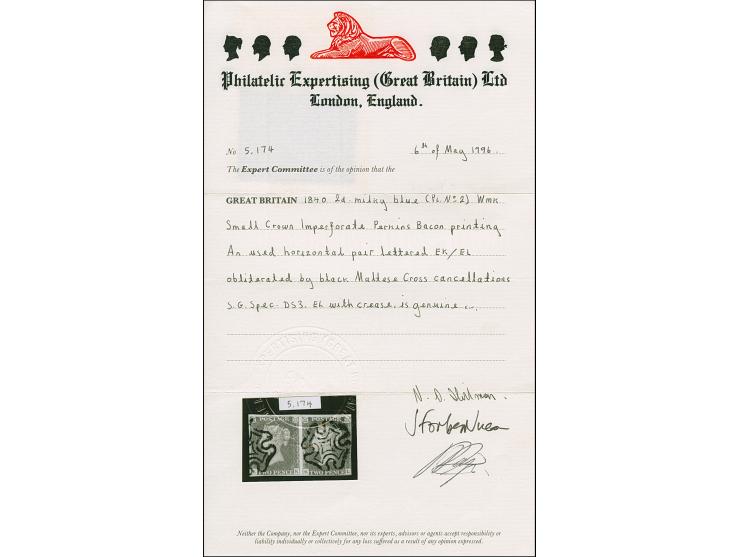 Philatelic Expertising (Great Britain) Ltd
London, England.
No 5.174 6th of May 1996.
The Expert Committee is of the opinion that the
GREAT BRITAIN 1840 2d. milky blue (Pl. No 2) Wmk
Small Crown Imperforate Perkins Bacon printing
An used horizontal pair lettered EK/EL
obliterated by black Maltese Cross cancellations
S.G. Spec. DS3. EL with crease, is genuine
5.174
POSTAGE POSTAGE
TWO PENCE TWO PENCE
Neither the Company, nor the Expert Committee, nor its experts, advisors or agents accept responsibility or
liability individually or collectively for any loss suffered as a result of any opinion expressed.